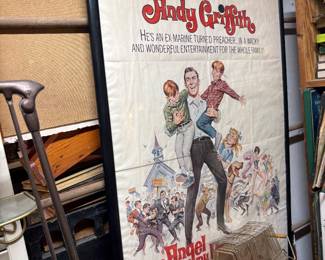 Andy Griffith
HE'S AN EX-MARINE TURNED PREACHER, IN A WACKY
AND WONDERFUL ENTERTAINMENT FOR THE WHOLE FAMILY!
Angel